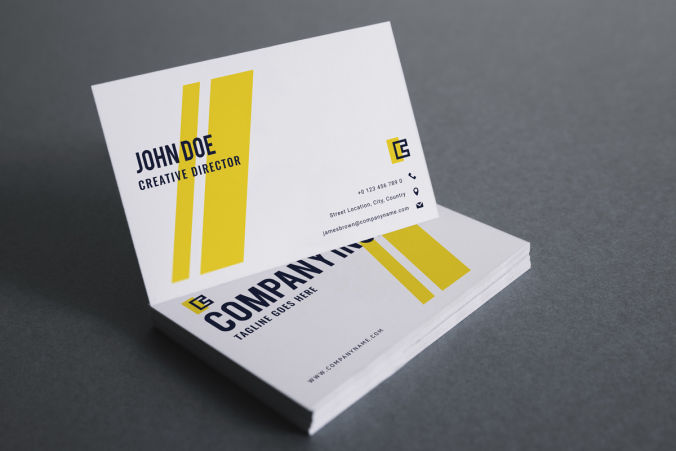 JOHN DOE
CREATIVE DIRECTOR
+0 123 456 789 0
Street Location, City, Country
jamesbrown@companyname.com
COMPANY INC
TAGLINE GOES HERE
WWW.COMPANYNAME.COM